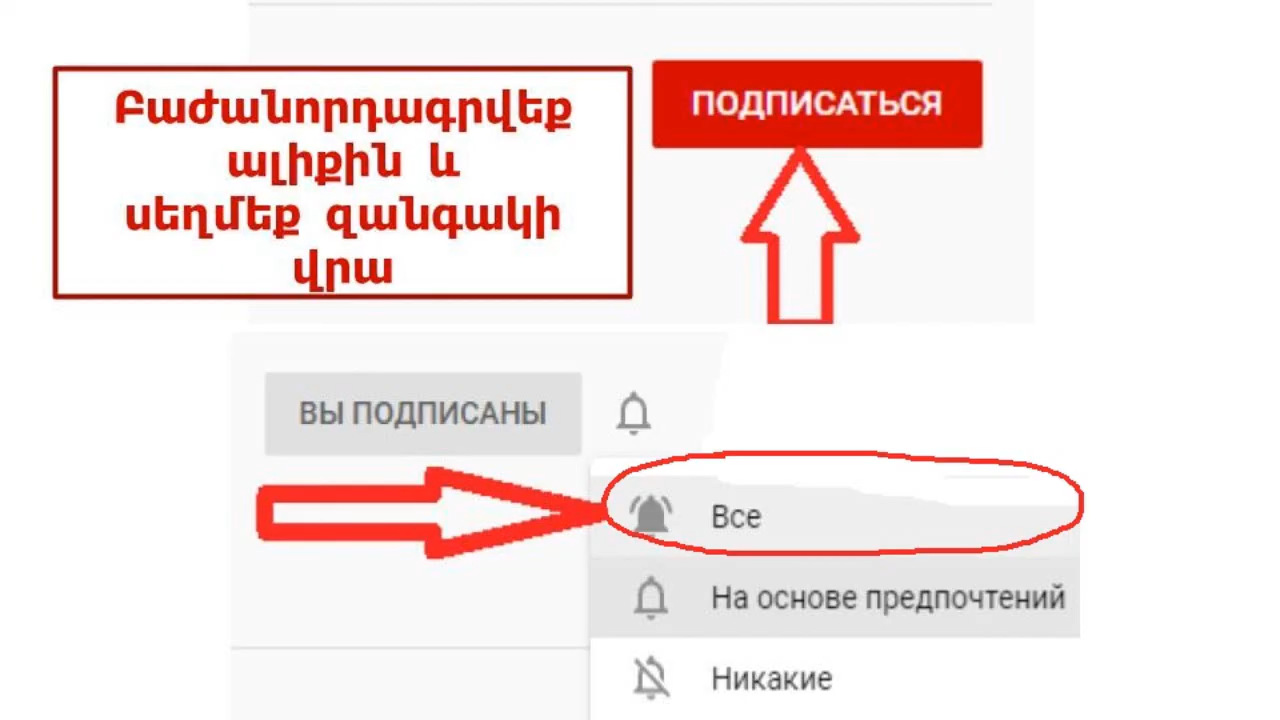 Բաժանորդագրվեք
ալիքին և
սեղմեք զանգակի
վրա
ПОДПИСАТЬСЯ
ВЫ ПОДПИСАНЫ
Все
На основе предпочтений
Никакие